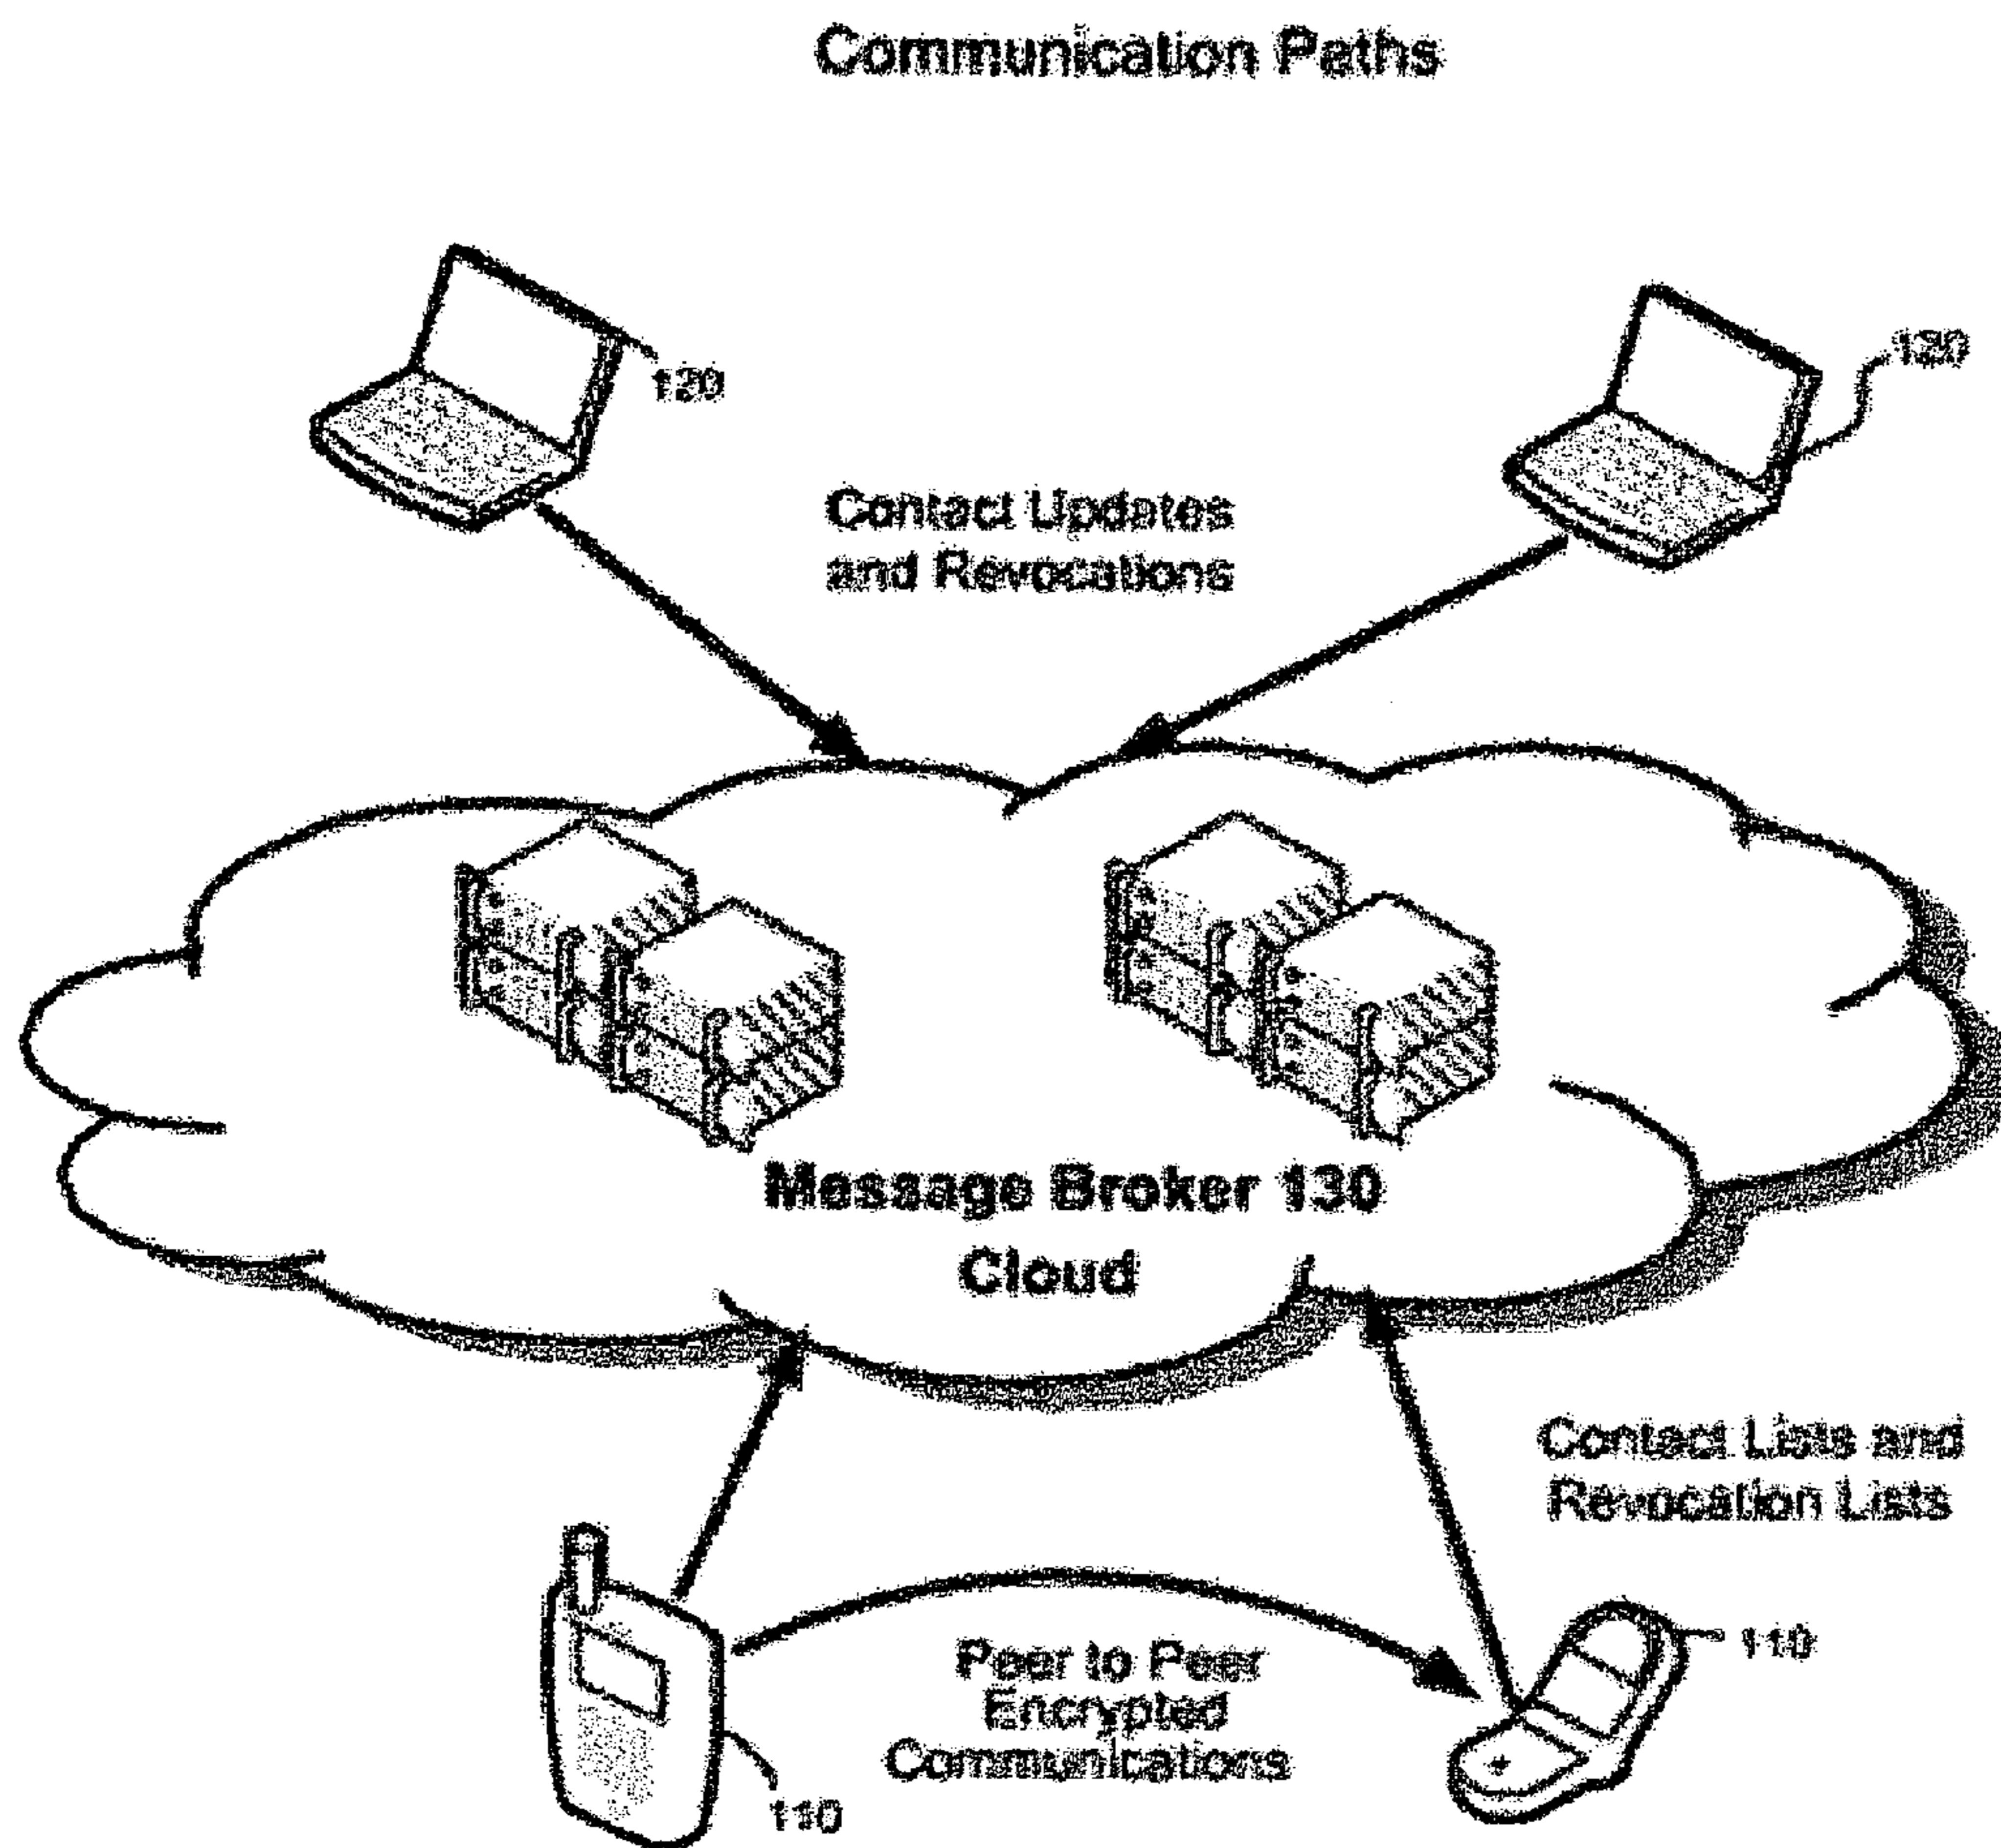 Communication Paths
120
120
Contact Updates
and Revocations
Message Broker 130
Cloud
Contact Lists and
Revocation Lists
110
Peer to Peer
Encrypted
Communications
110